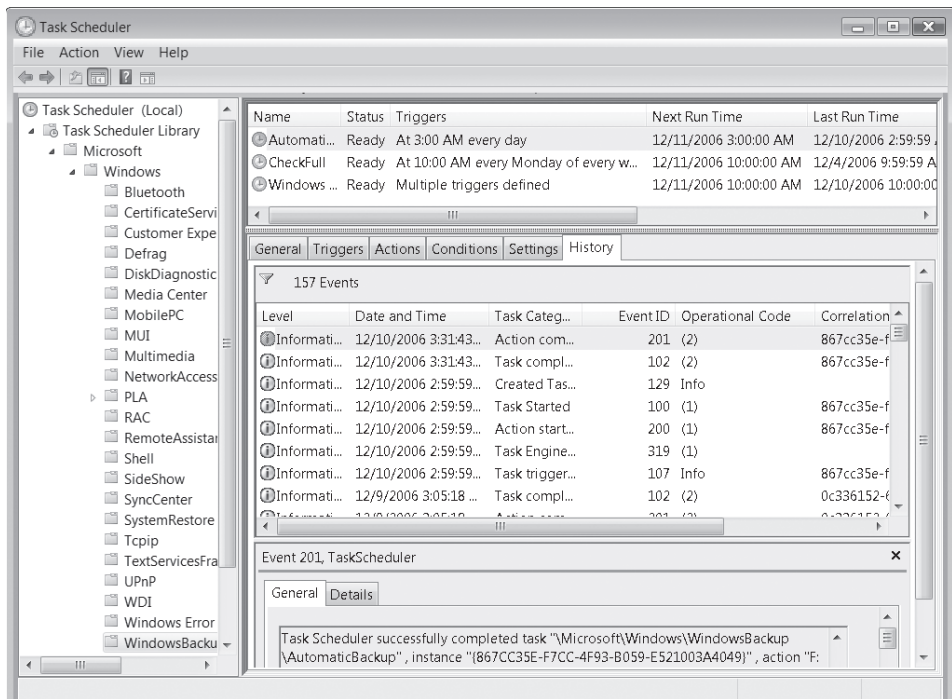 Task Scheduler
File Action View Help
Task Scheduler (Local)
Task Scheduler Library
Microsoft
Windows
Bluetooth
CertificateServi
Customer Expe
Defrag
DiskDiagnostic
Media Center
MobilePC
MUI
Multimedia
NetworkAccess
PLA
RAC
RemoteAssistar
Shell
SideShow
SyncCenter
SystemRestore
Tcpip
TextServicesFra
UPnP
WDI
Windows Error
WindowsBacku
Name Status Triggers Next Run Time Last Run Time
Automati... Ready At 3:00 AM every day 12/11/2006 3:00:00 AM 12/10/2006 2:59:59
CheckFull Ready At 10:00 AM every Monday of every w... 12/11/2006 10:00:00 AM 12/4/2006 9:59:59 A
Windows ... Ready Multiple triggers defined 12/11/2006 10:00:00 AM 12/10/2006 10:00:00
General Triggers Actions Conditions Settings History
157 Events
Level Date and Time Task Categ... Event ID Operational Code Correlation
Informati... 12/10/2006 3:31:43... Action com... 201 (2) 867cc35e-f
Informati... 12/10/2006 3:31:43... Task compl... 102 (2) 867cc35e-f
Informati... 12/10/2006 2:59:59... Created Tas... 129 Info
Informati... 12/10/2006 2:59:59... Task Started 100 (1) 867cc35e-f
Informati... 12/10/2006 2:59:59... Action start... 200 (1) 867cc35e-f
Informati... 12/10/2006 2:59:59... Task Engine... 319 (1)
Informati... 12/10/2006 2:59:59... Task trigger... 107 Info 867cc35e-f
Informati... 12/9/2006 3:05:18 ... Task compl... 102 (2) 0c336152-6
Event 201, TaskScheduler
General Details
Task Scheduler successfully completed task "\Microsoft\Windows\WindowsBackup
\AutomaticBackup" , instance "{867CC35E-F7CC-4F93-B059-E521003A4049}" , action "F: